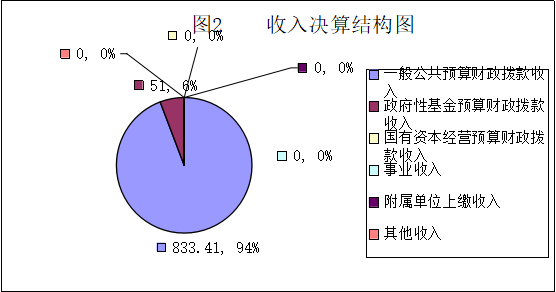 图2 收入决算结构图
0, 0%
0, 0%
0, 0%
51, 6%
0, 0%
833.41, 94%
一般公共预算财政拨款收
入
政府性基金预算财政拨款
收入
国有资本经营预算财政拨
款收入
事业收入
附属单位上缴收入
其他收入